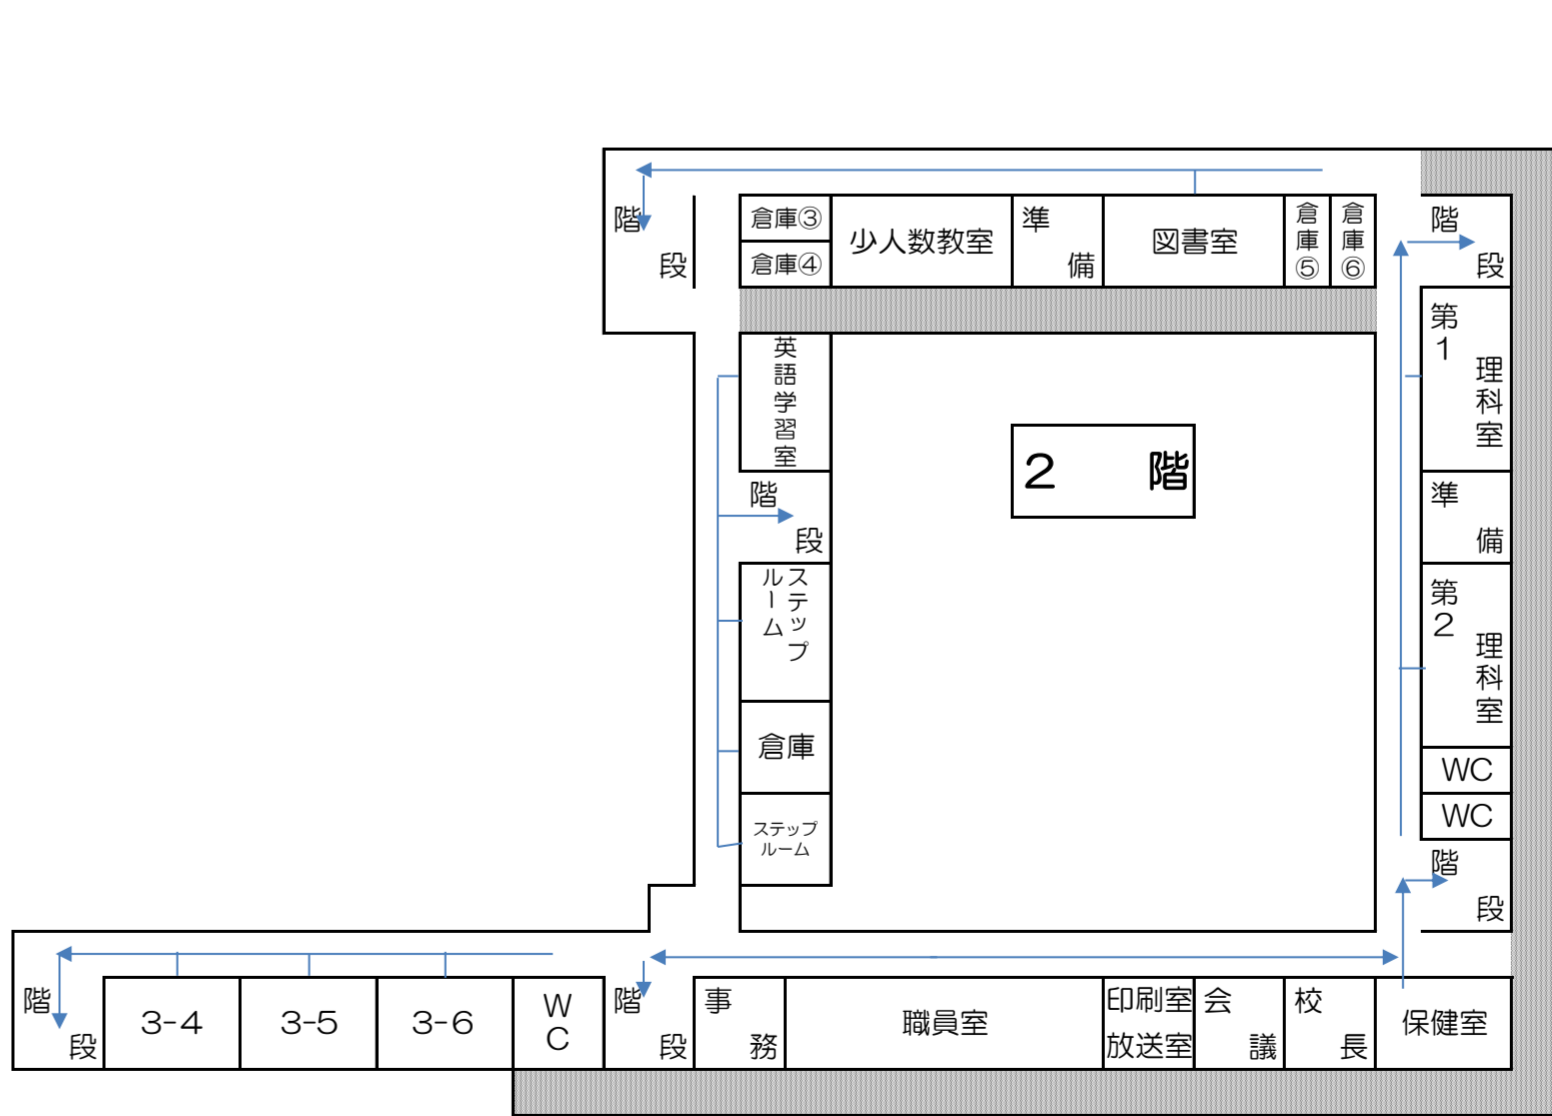 階段
倉庫③
倉庫④
少人数教室
準備
図書室
倉庫⑤
倉庫⑥
階段
英語学習室
2 階
第1理科室
階段
準備
ステップルーム
第2理科室
倉庫
WC
WC
ステップ
ルーム
階段
階段
3-4
3-5
3-6
WC
階段
事務
職員室
印刷室
放送室
会議
校長
保健室